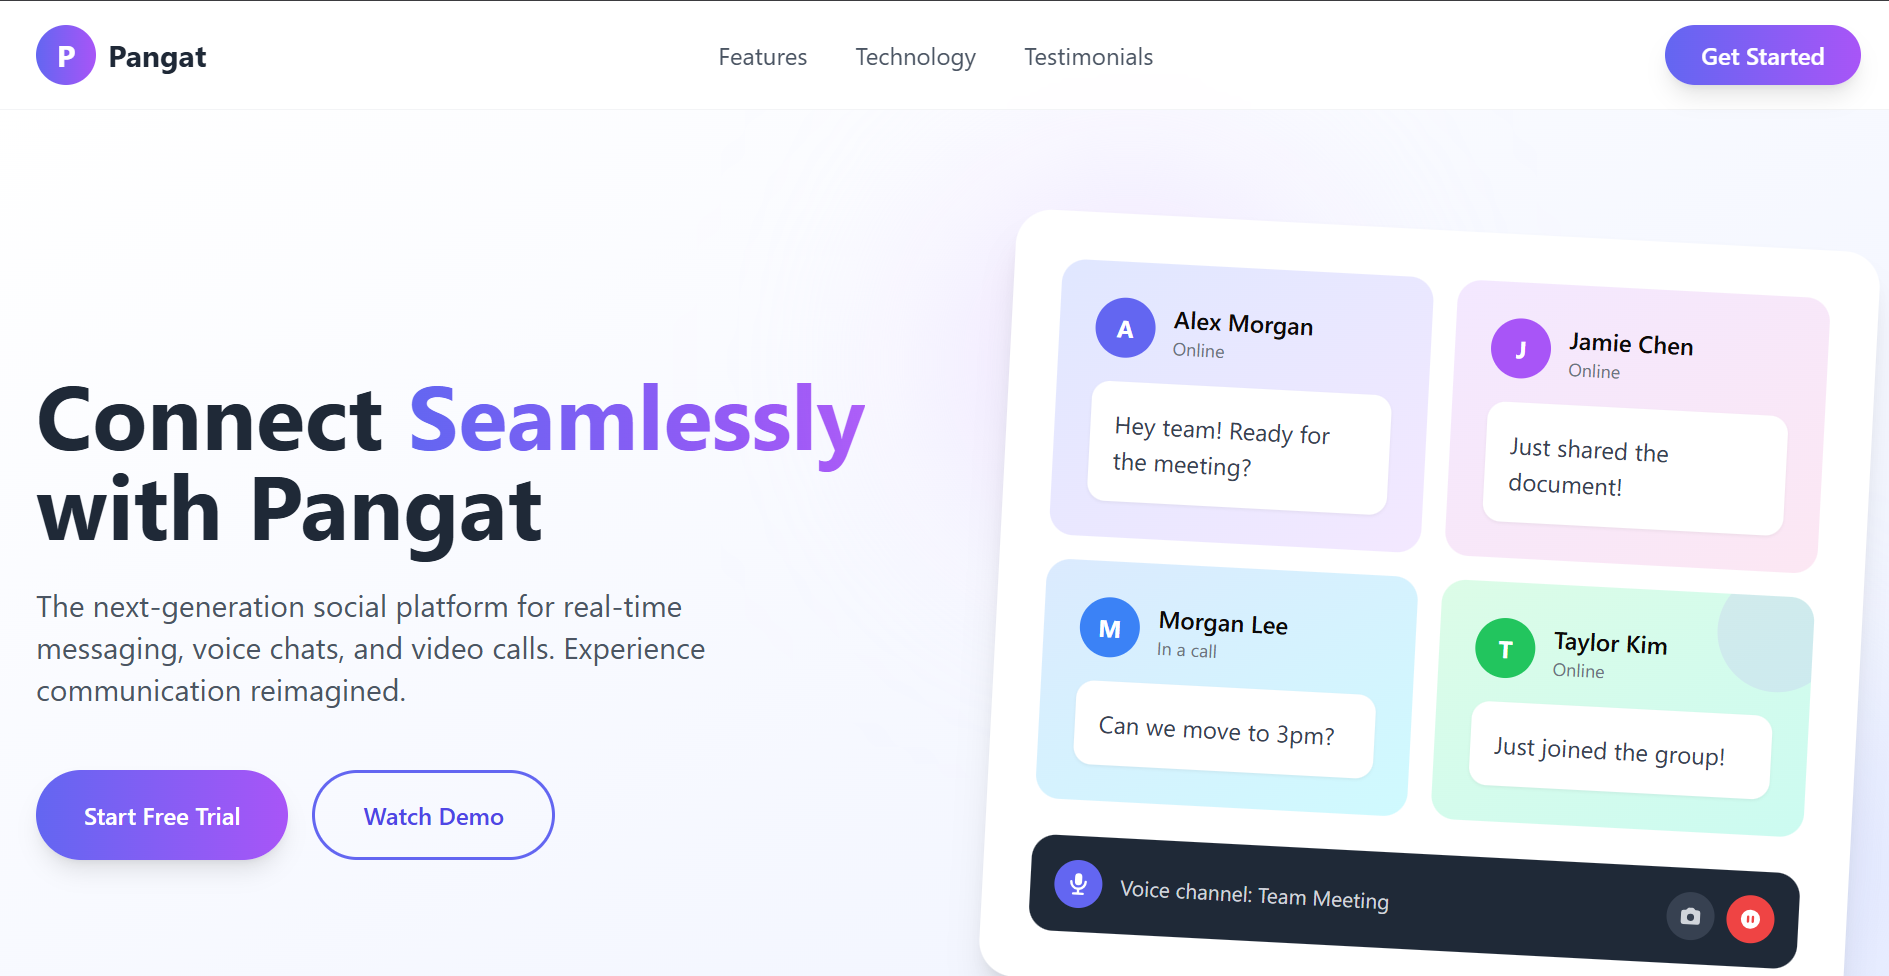 P
Pangat
Features
Technology
Testimonials
Get Started
Connect Seamlessly
with Pangat
The next-generation social platform for real-time
messaging, voice chats, and video calls. Experience
communication reimagined.
Start Free Trial
Watch Demo
A
Alex Morgan
Online
Hey team! Ready for
the meeting?
J
Jamie Chen
Online
Just shared the
document!
M
Morgan Lee
In a call
Can we move to 3pm?
T
Taylor Kim
Online
Just joined the group!
Voice channel: Team Meeting